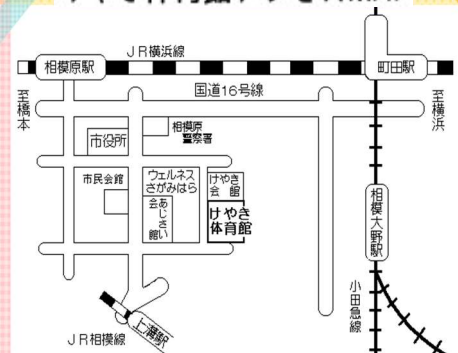 JR横浜線
相模原駅
町田駅
国道16号線
至橋本
至横浜
市役所
相模原
警察署
市民会館
ウェルネス
さがみはら
けやき
会館
あじさい
会館
けやき
体育館
相模大野駅
小田急線
上溝駅
JR相模線